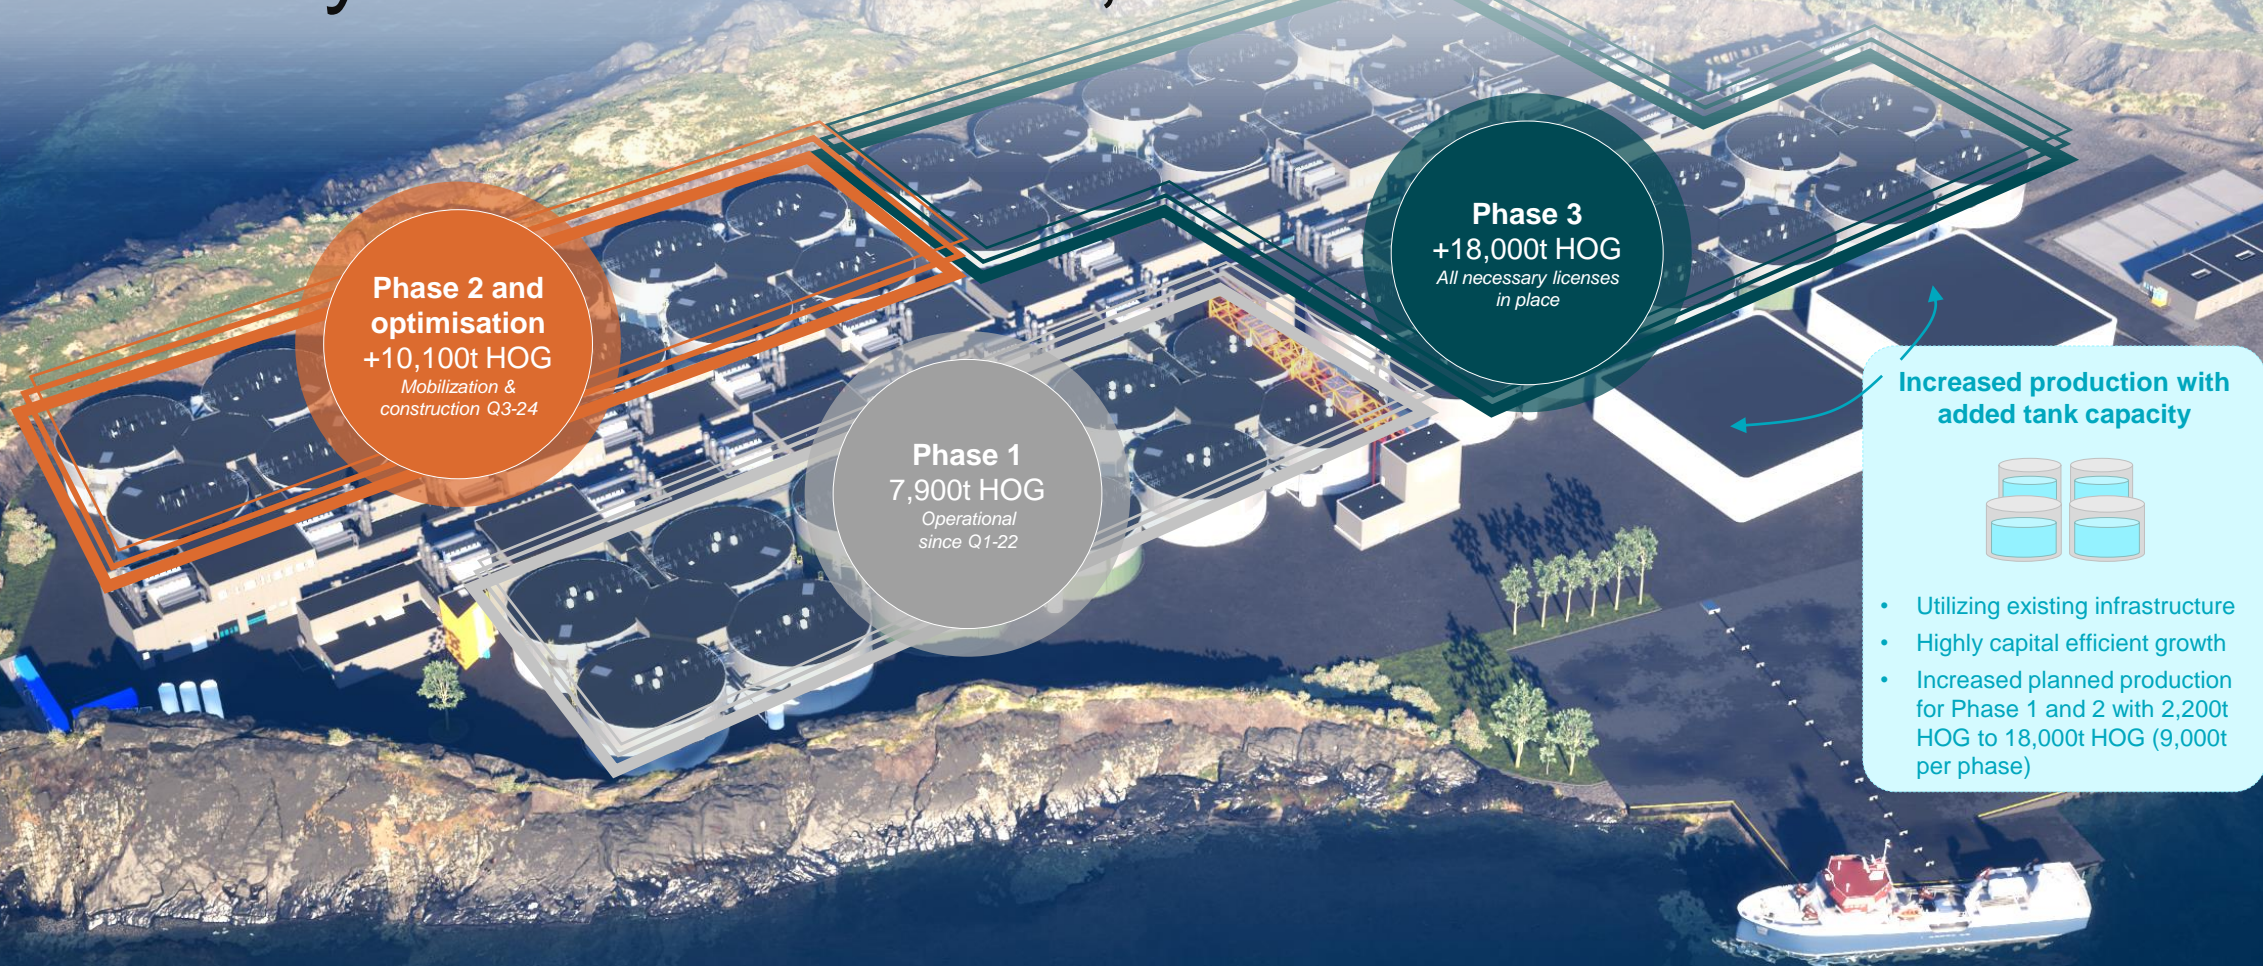 Phase 3
+18,000t HOG
All necessary licenses
in place
Phase 2 and
optimisation
+10,100t HOG
Mobilization &
construction Q3-24
Phase 1
7,900t HOG
Operational
since Q1-22
Increased production with
added tank capacity
• Utilizing existing infrastructure
• Highly capital efficient growth
• Increased planned production
for Phase 1 and 2 with 2,200t
HOG to 18,000t HOG (9,000t
per phase)